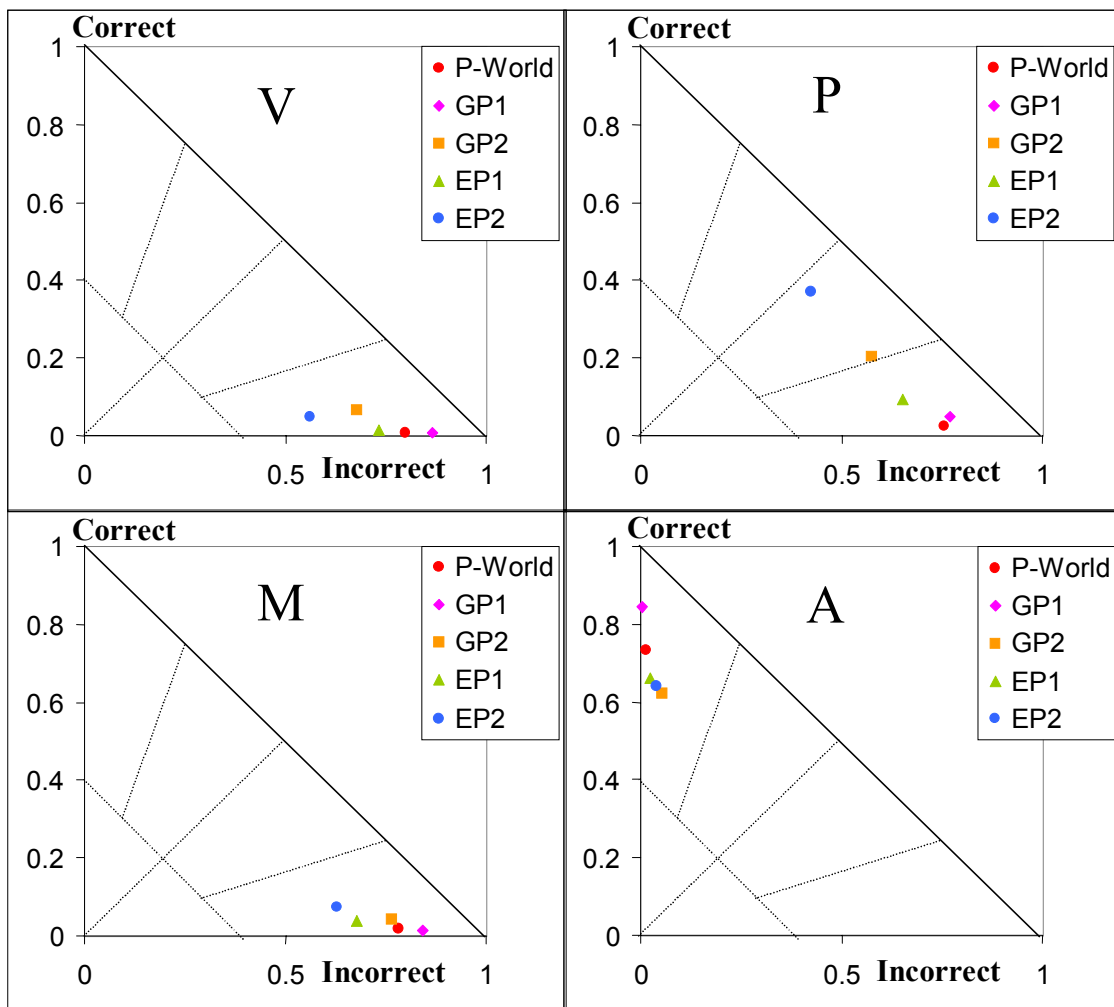 Correct
1
0.8
0.6
0.4
0.2
0
0 0.5 1
Incorrect
V
P-World
GP1
GP2
EP1
EP2
Correct
1
0.8
0.6
0.4
0.2
0
0 0.5 1
Incorrect
P
P-World
GP1
GP2
EP1
EP2
Correct
1
0.8
0.6
0.4
0.2
0
0 0.5 1
Incorrect
M
P-World
GP1
GP2
EP1
EP2
Correct
1
0.8
0.6
0.4
0.2
0
0 0.5 1
Incorrect
A
P-World
GP1
GP2
EP1
EP2